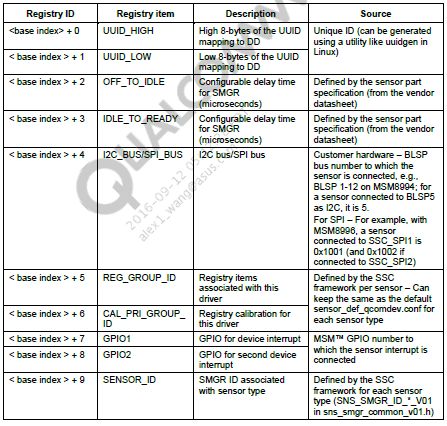 Registry ID Registry item Description Source
<base index> + 0 UUID_HIGH High 8-bytes of the UUID
mapping to DD
Unique ID (can be generated
using a utility like uuidgen in
Linux)
< base index > + 1 UUID_LOW Low 8-bytes of the UUID
mapping to DD
< base index > + 2 OFF_TO_IDLE Configurable delay time
for SMGR
(microseconds)
Defined by the sensor part
specification (from the vendor
datasheet)
< base index > + 3 IDLE_TO_READY Configurable delay time
for SMGR
(microseconds)
Defined by the sensor part
specification (from the vendor
datasheet)
< base index > + 4 I2C_BUS/SPI_BUS I2C bus/SPI bus
Customer hardware – BLSP
bus number to which the
sensor is connected, e.g.,
BLSP 1-12 on MSM8994; for
a sensor connected to BLSP5
as I2C, it is 5.
For SPI – For example, with
MSM8996, a sensor
connected to SSC_SPI1 is
0x1001 (and 0x1002 if
connected to SSC_SPI2)
< base index > + 5 REG_GROUP_ID Registry items
associated with this
driver
Defined by the SSC
framework per sensor – Can
keep the same as the default
sensor_def_qcomdev.conf for
each sensor type
< base index > + 6 CAL_PRI_GROUP_
ID
Registry calibration for
this driver
< base index > + 7 GPIO1 GPIO for device interrupt
MSM™ GPIO number to
which the sensor interrupt is
connected
< base index > + 8 GPIO2 GPIO for second device
interrupt
< base index > + 9 SENSOR_ID SMGR ID associated
with sensor type
Defined by the SSC
framework for each sensor
type (SNS_SMGR_ID_*_V01
in sns_smgr_common_v01.h)
2016-09-12
alex1_wang@asus.